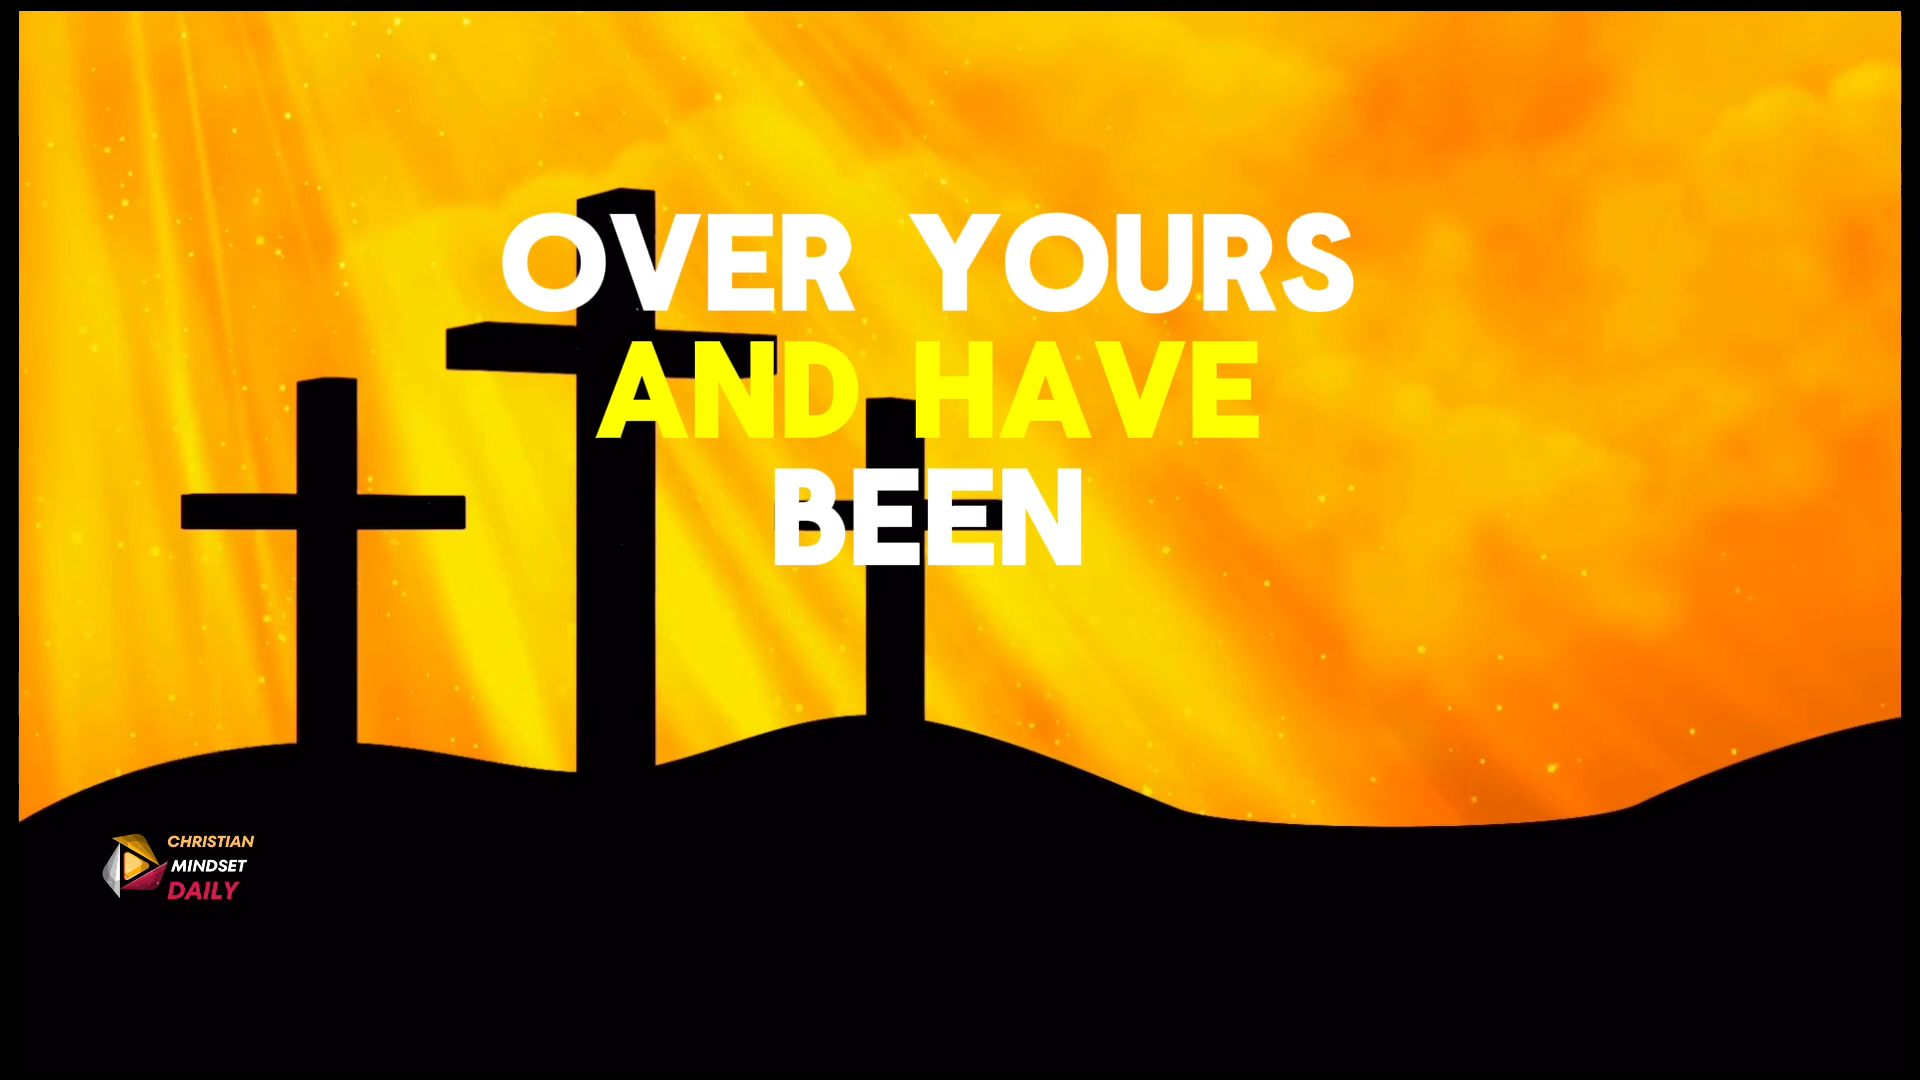 OVER YOURS
AND HAVE
BEEN
CHRISTIAN
MINDSET
DAILY